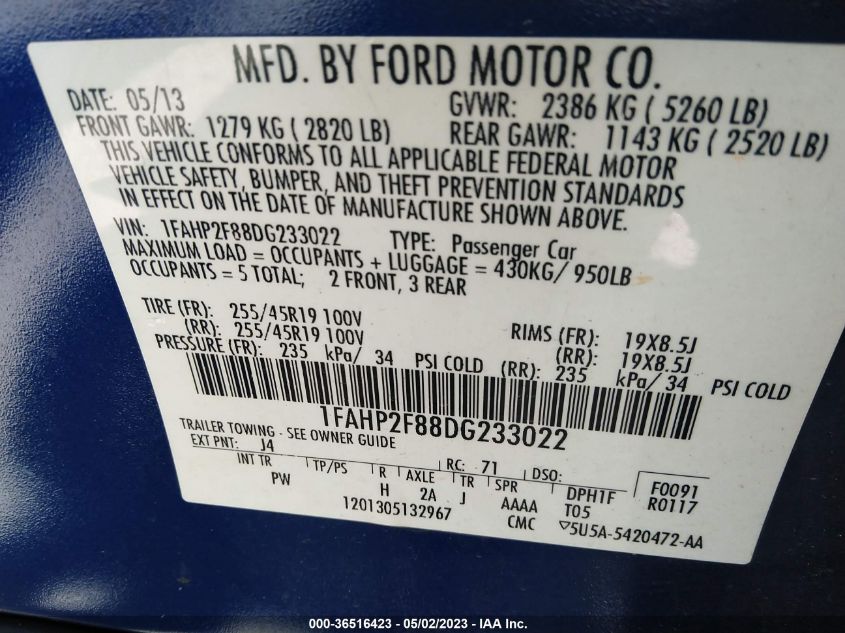 MFD. BY FORD MOTOR CO.
DATE: 05/13 GVWR: 2386 KG ( 5260 LB)
FRONT GAWR: 1279 KG ( 2820 LB) REAR GAWR: 1143 KG ( 2520 LB)
THIS VEHICLE CONFORMS TO ALL APPLICABLE FEDERAL MOTOR
VEHICLE SAFETY, BUMPER, AND THEFT PREVENTION STANDARDS
IN EFFECT ON THE DATE OF MANUFACTURE SHOWN ABOVE.
VIN: 1FAHP2F88DG233022 TYPE: Passenger Car
MAXIMUM LOAD = OCCUPANTS + LUGGAGE = 430KG/ 950LB
OCCUPANTS = 5 TOTAL; 2 FRONT, 3 REAR
TIRE (FR): 255/45R19 100V RIMS (FR): 19X8.5J
(RR): 255/45R19 100V (RR): 19X8.5J
PRESSURE (FR): 235 kPa/ 34 PSI COLD (RR): 235 kPa/ 34 PSI COLD
1FAHP2F88DG233022
TRAILER TOWING - SEE OWNER GUIDE
EXT PNT: J4 RC: 71 DSO:
INT TR TP/PS R AXLE TR SPR DPH1F F0091
PW H 2A J AAAA T05 R0117
1201305132967 CMC ▽5U5A-5420472-AA
000-36516423 - 05/02/2023 - IAA Inc.